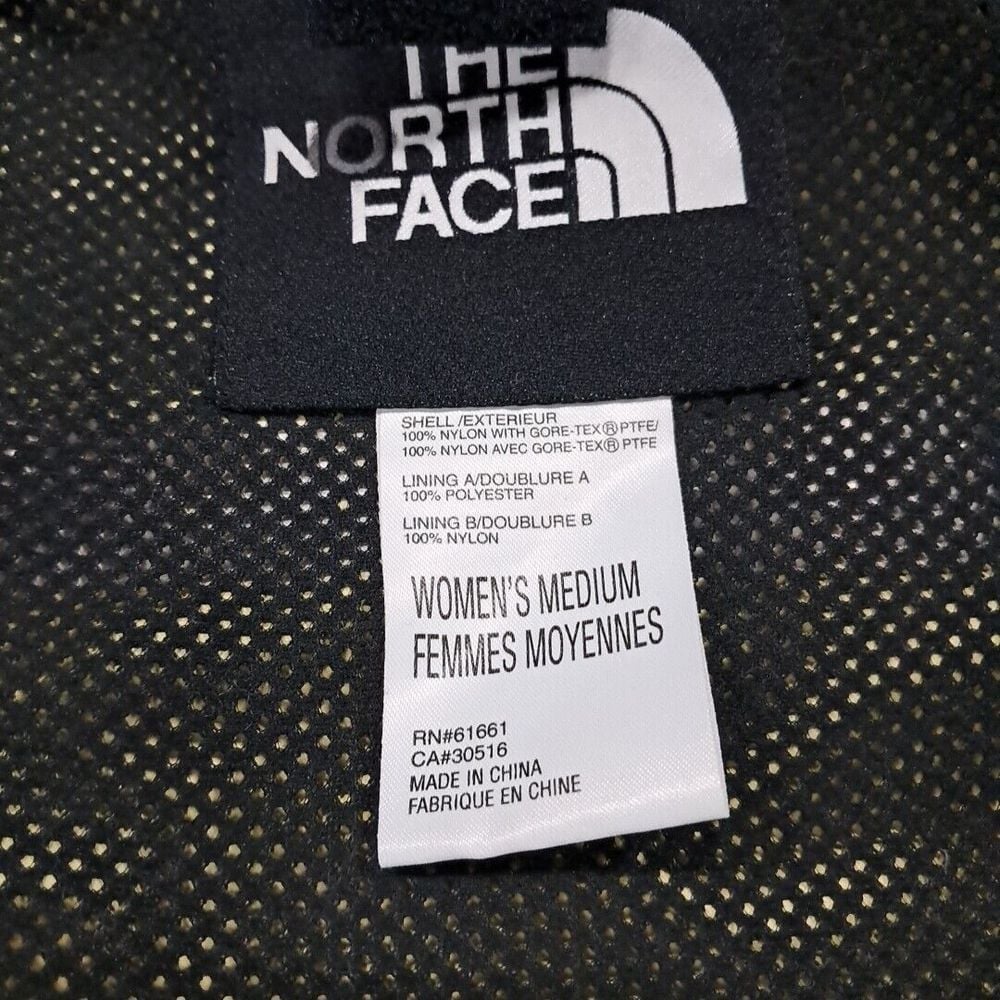 THE
NORTH
FACE
SHELL/EXTERIEUR
100% NYLON WITH GORE-TEX® PTFE/
100% NYLON AVEC GORE-TEX® PTFE
LINING A/DOUBLURE A
100% POLYESTER
LINING B/DOUBLURE B
100% NYLON
WOMEN'S MEDIUM
FEMMES MOYENNES
RN#61661
CA#30516
MADE IN CHINA
FABRIQUE EN CHINE